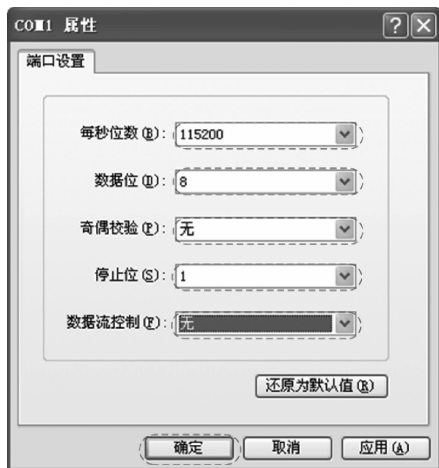 COM1 属性
端口设置
每秒位数(B): 115200
数据位(D): 8
奇偶校验(P): 无
停止位(S): 1
数据流控制(F): 无
还原为默认值(R)
确定 取消 应用(A)